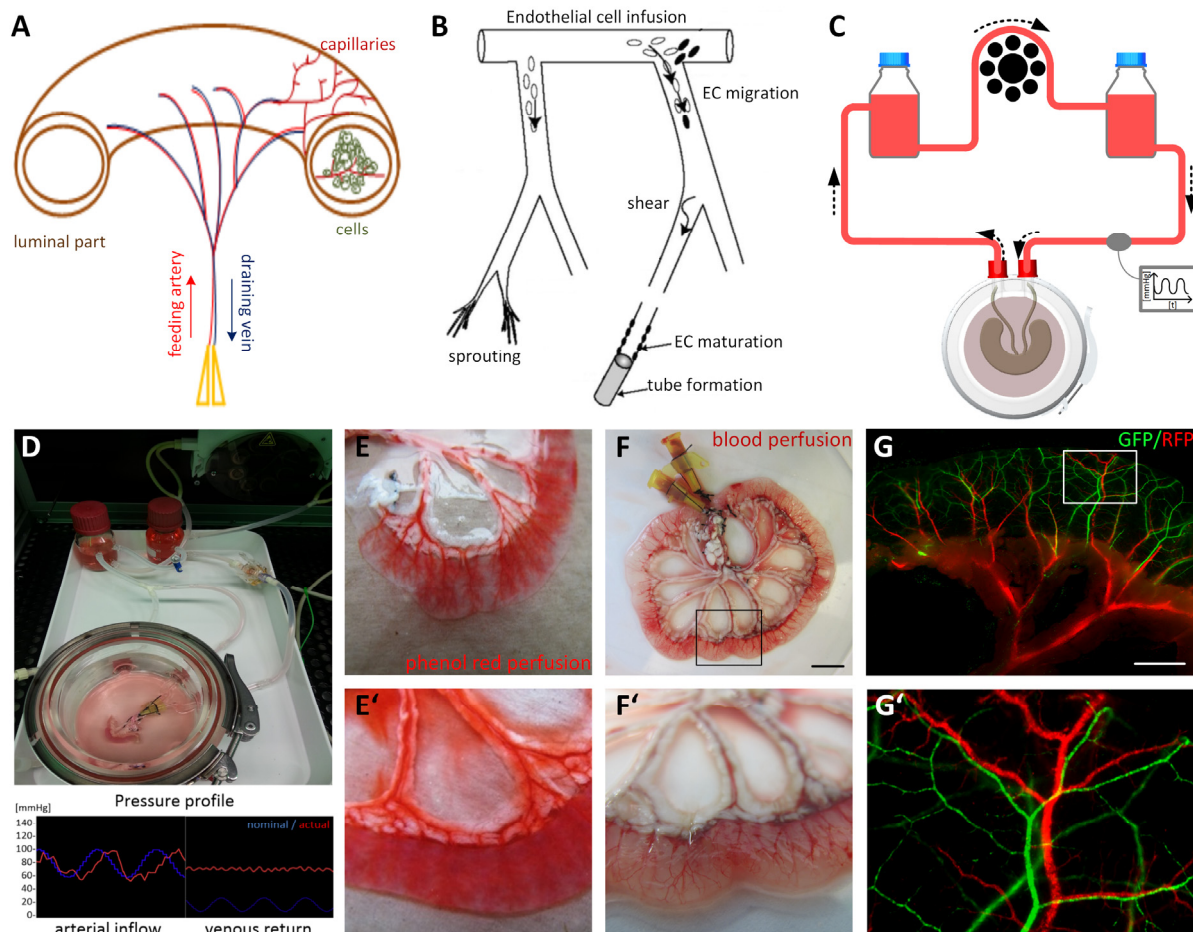 A
capillaries
luminal part
cells
feeding artery
draining vein
B
Endothelial cell infusion
EC migration
shear
sprouting
EC maturation
tube formation
C
[mmHg]
[t]
D
Pressure profile
[mmHg]
nominal / actual
140
120
100
80
60
40
20
0
arterial inflow
venous return
E
phenol red perfusion
E'
F
blood perfusion
F'
G
GFP/RFP
G'